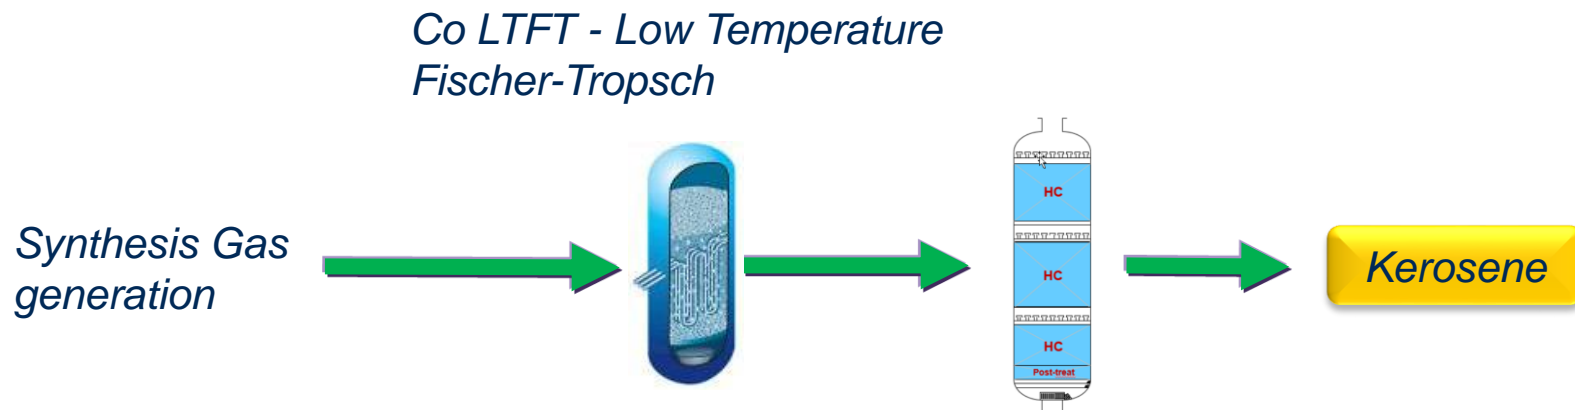 Co LTFT - Low Temperature
Fischer-Tropsch
Synthesis Gas
generation
HC
HC
HC
Post-treat
Kerosene